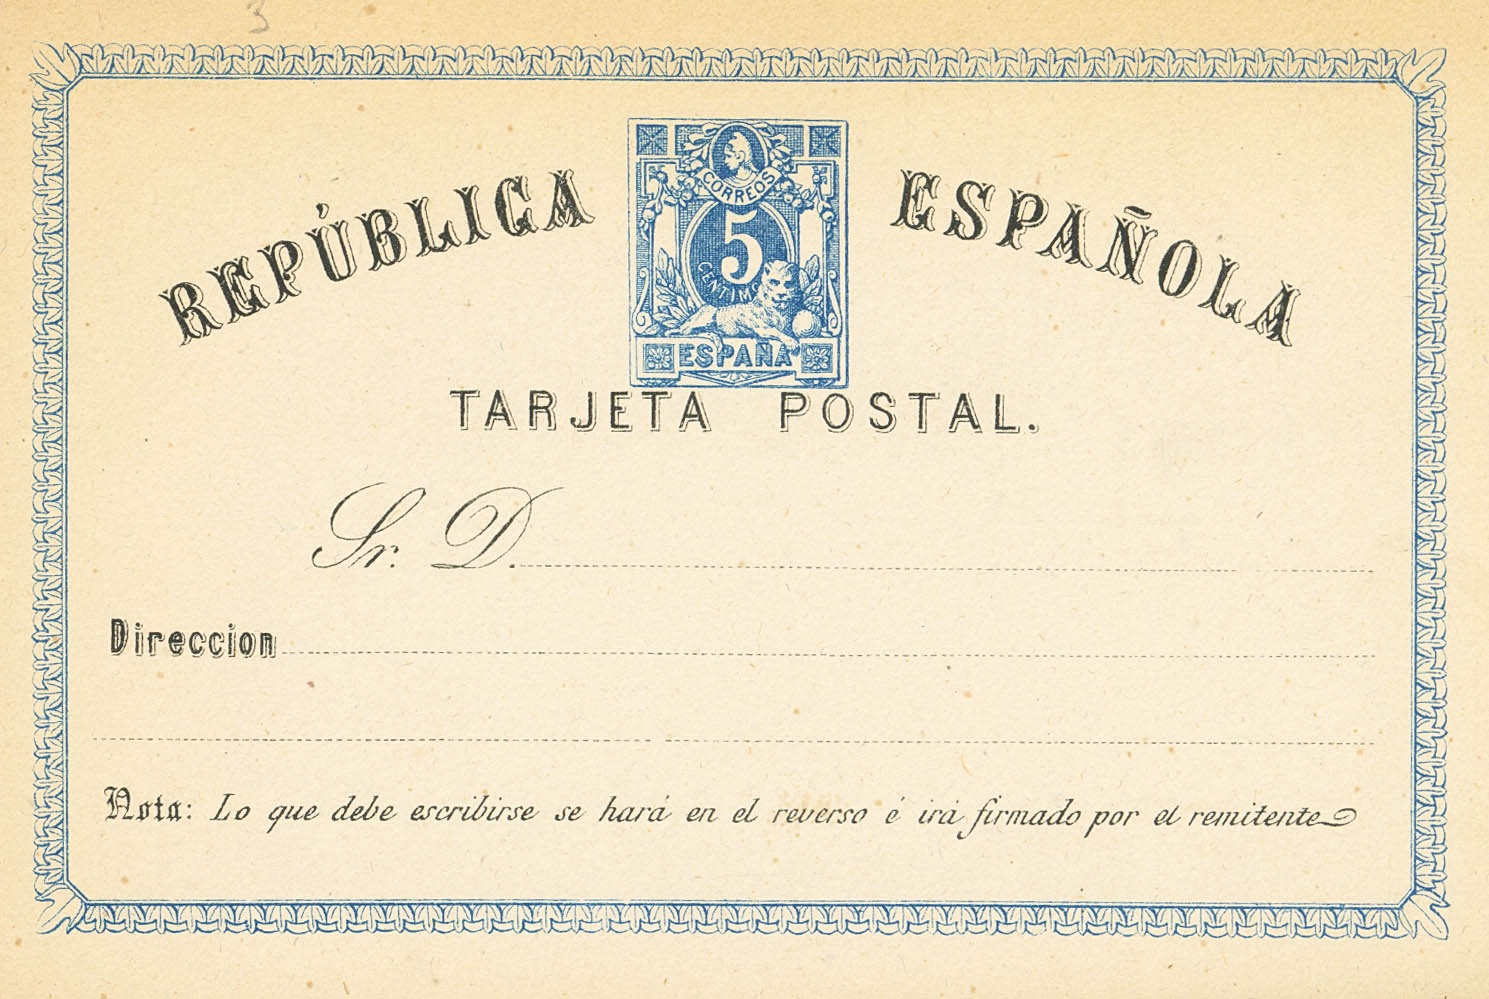 3
REPÚBLICA ESPAÑOLA
CORREOS
5
CENTIMOS
ESPAÑA
TARJETA POSTAL.
Sr. D.
Direccion
Nota: Lo que debe escribirse se hará en el reverso é irá firmado por el remitente